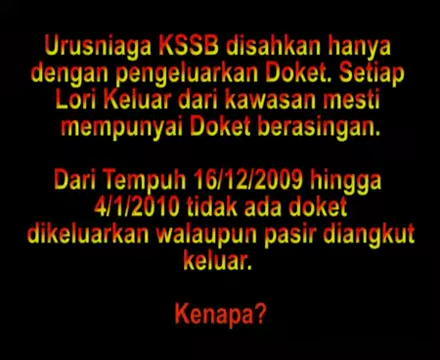 Urusniaga KSSB disahkan hanya
dengan pengeluarkan Doket. Setiap
Lori Keluar dari kawasan mesti
mempunyai Doket berasingan.
Dari Tempuh 16/12/2009 hingga
4/1/2010 tidak ada doket
dikeluarkan walaupun pasir diangkut
keluar.
Kenapa?